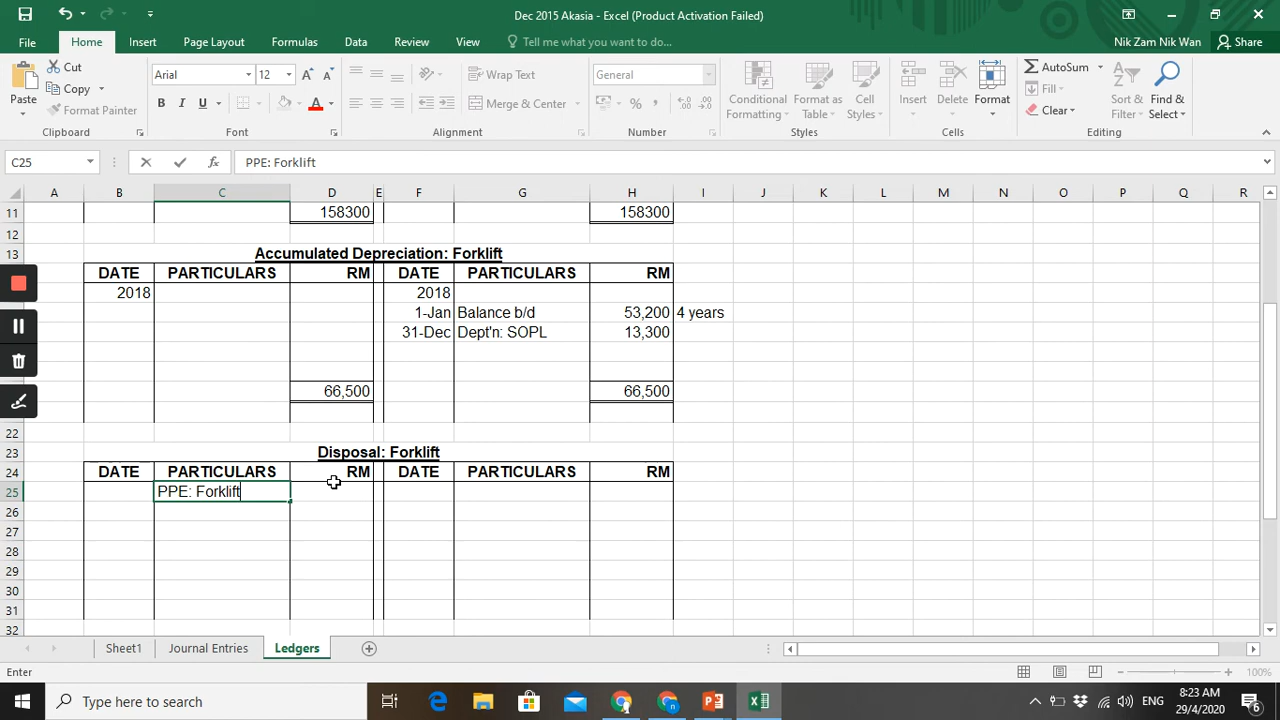 Dec 2015 Akasia - Excel (Product Activation Failed)
File Home Insert Page Layout Formulas Data Review View Tell me what you want to do... Nik Zam Nik Wan Share
Paste Cut Copy Format Painter Clipboard
Arial 12 B I U A Font
Wrap Text Merge & Center Alignment
General % , Number
Conditional Formatting Format as Table Cell Styles Styles
Insert Delete Format Cells
AutoSum Fill Clear Sort & Filter Find & Select Editing
C25 fx PPE: Forklift
A B C D E F G H I J K L M N O P Q R
11 158300 158300
12
13 Accumulated Depreciation: Forklift
DATE PARTICULARS RM DATE PARTICULARS RM
2018 2018
1-Jan Balance b/d 53,200 4 years
31-Dec Dept'n: SOPL 13,300
66,500 66,500
22
23 Disposal: Forklift
24 DATE PARTICULARS RM DATE PARTICULARS RM
25 PPE: Forklift
26
27
28
29
30
31
32
Sheet1 Journal Entries Ledgers
Enter 100%
Type here to search ENG 8:23 AM
29/4/2020 6